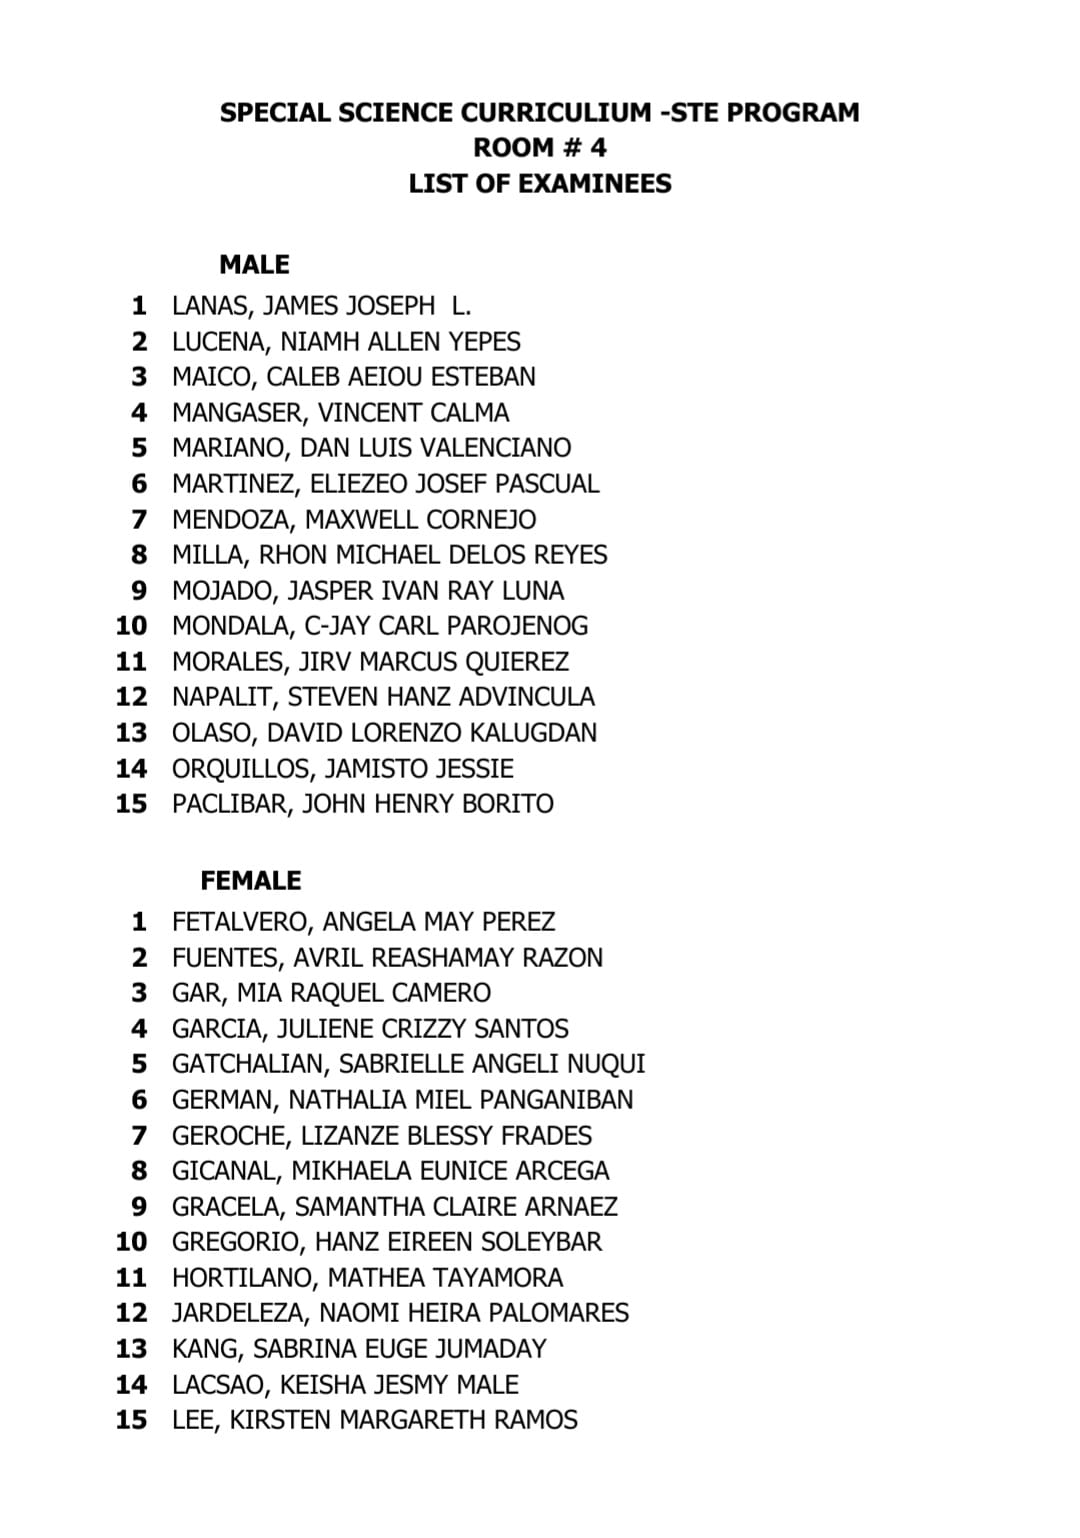 SPECIAL SCIENCE CURRICULIUM -STE PROGRAM
ROOM # 4
LIST OF EXAMINEES
MALE
1 LANAS, JAMES JOSEPH L.
2 LUCENA, NIAMH ALLEN YEPES
3 MAICO, CALEB AEIOU ESTEBAN
4 MANGASER, VINCENT CALMA
5 MARIANO, DAN LUIS VALENCIANO
6 MARTINEZ, ELIEZEO JOSEF PASCUAL
7 MENDOZA, MAXWELL CORNEJO
8 MILLA, RHON MICHAEL DELOS REYES
9 MOJADO, JASPER IVAN RAY LUNA
10 MONDALA, C-JAY CARL PAROJENOG
11 MORALES, JIRV MARCUS QUIEREZ
12 NAPALIT, STEVEN HANZ ADVINCULA
13 OLASO, DAVID LORENZO KALUGDAN
14 ORQUILLOS, JAMISTO JESSIE
15 PACLIBAR, JOHN HENRY BORITO
FEMALE
1 FETALVERO, ANGELA MAY PEREZ
2 FUENTES, AVRIL REASHAMAY RAZON
3 GAR, MIA RAQUEL CAMERO
4 GARCIA, JULIENE CRIZZY SANTOS
5 GATCHALIAN, SABRIELLE ANGELI NUQUI
6 GERMAN, NATHALIA MIEL PANGANIBAN
7 GEROCHE, LIZANZE BLESSY FRADES
8 GICANAL, MIKHAELA EUNICE ARCEGA
9 GRACELA, SAMANTHA CLAIRE ARNAEZ
10 GREGORIO, HANZ EIREEN SOLEYBAR
11 HORTILANO, MATHEA TAYAMORA
12 JARDELEZA, NAOMI HEIRA PALOMARES
13 KANG, SABRINA EUGE JUMADAY
14 LACSAO, KEISHA JESMY MALE
15 LEE, KIRSTEN MARGARETH RAMOS